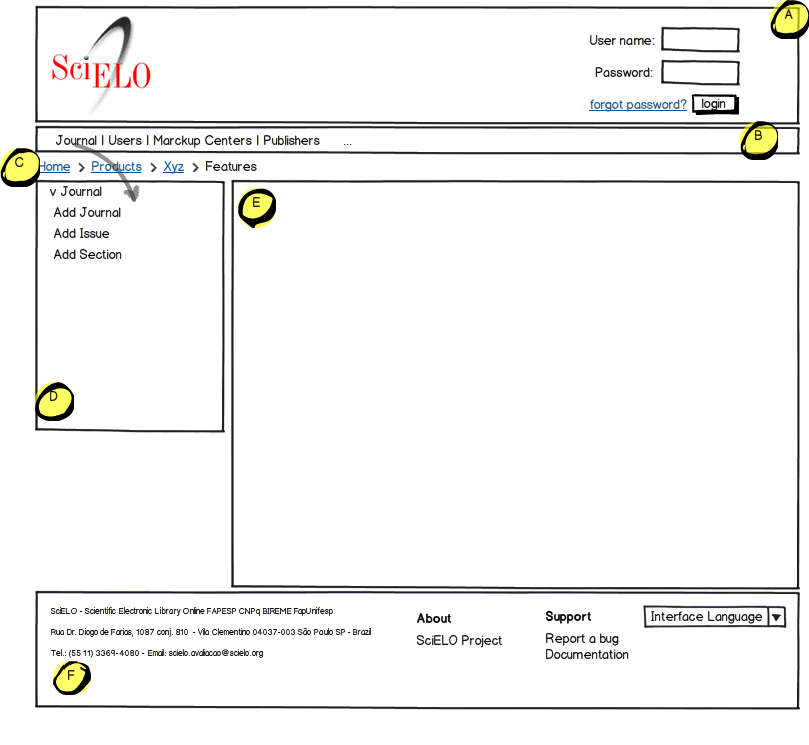 A
SciELO
User name:
Password:
forgot password? login
B
Journal | Users | Marckup Centers | Publishers ...
C
Home > Products > Xyz > Features
v Journal
Add Journal
Add Issue
Add Section
D
E
SciELO - Scientific Electronic Library Online FAPESP CNPq BIREME FapUnifesp
Rua Dr. Diogo de Farias, 1087 conj. 810 - Vila Clementino 04037-003 São Paulo SP - Brazil
Tel.: (55 11) 3369-4080 - Email: scielo.avaliacao@scielo.org
F
About
SciELO Project
Support
Report a bug
Documentation
Interface Language